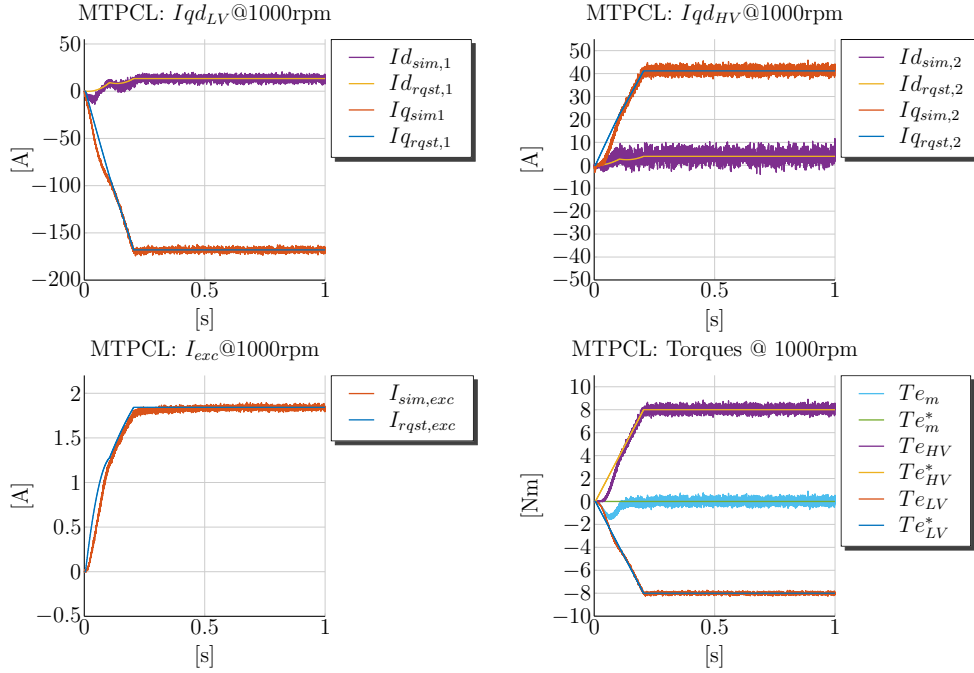 MTPCL: Iqd_LV@1000rpm
50
0
−50
−100
−150
−200
[A]
0
0.5
1
[s]
Id_sim,1
Id_rqst,1
Iq_sim1
Iq_rqst,1
MTPCL: Iqd_HV@1000rpm
50
40
30
20
10
0
−10
−20
−30
−40
−50
[A]
0
0.5
1
[s]
Id_sim,2
Id_rqst,2
Iq_sim,2
Iq_rqst,2
MTPCL: I_exc@1000rpm
2
1.5
1
0.5
0
−0.5
[A]
0
0.5
1
[s]
I_sim,exc
I_rqst,exc
MTPCL: Torques @ 1000rpm
10
8
6
4
2
0
−2
−4
−6
−8
−10
[Nm]
0
0.5
1
[s]
Te_m
Te*_m
Te_HV
Te*_HV
Te_LV
Te*_LV